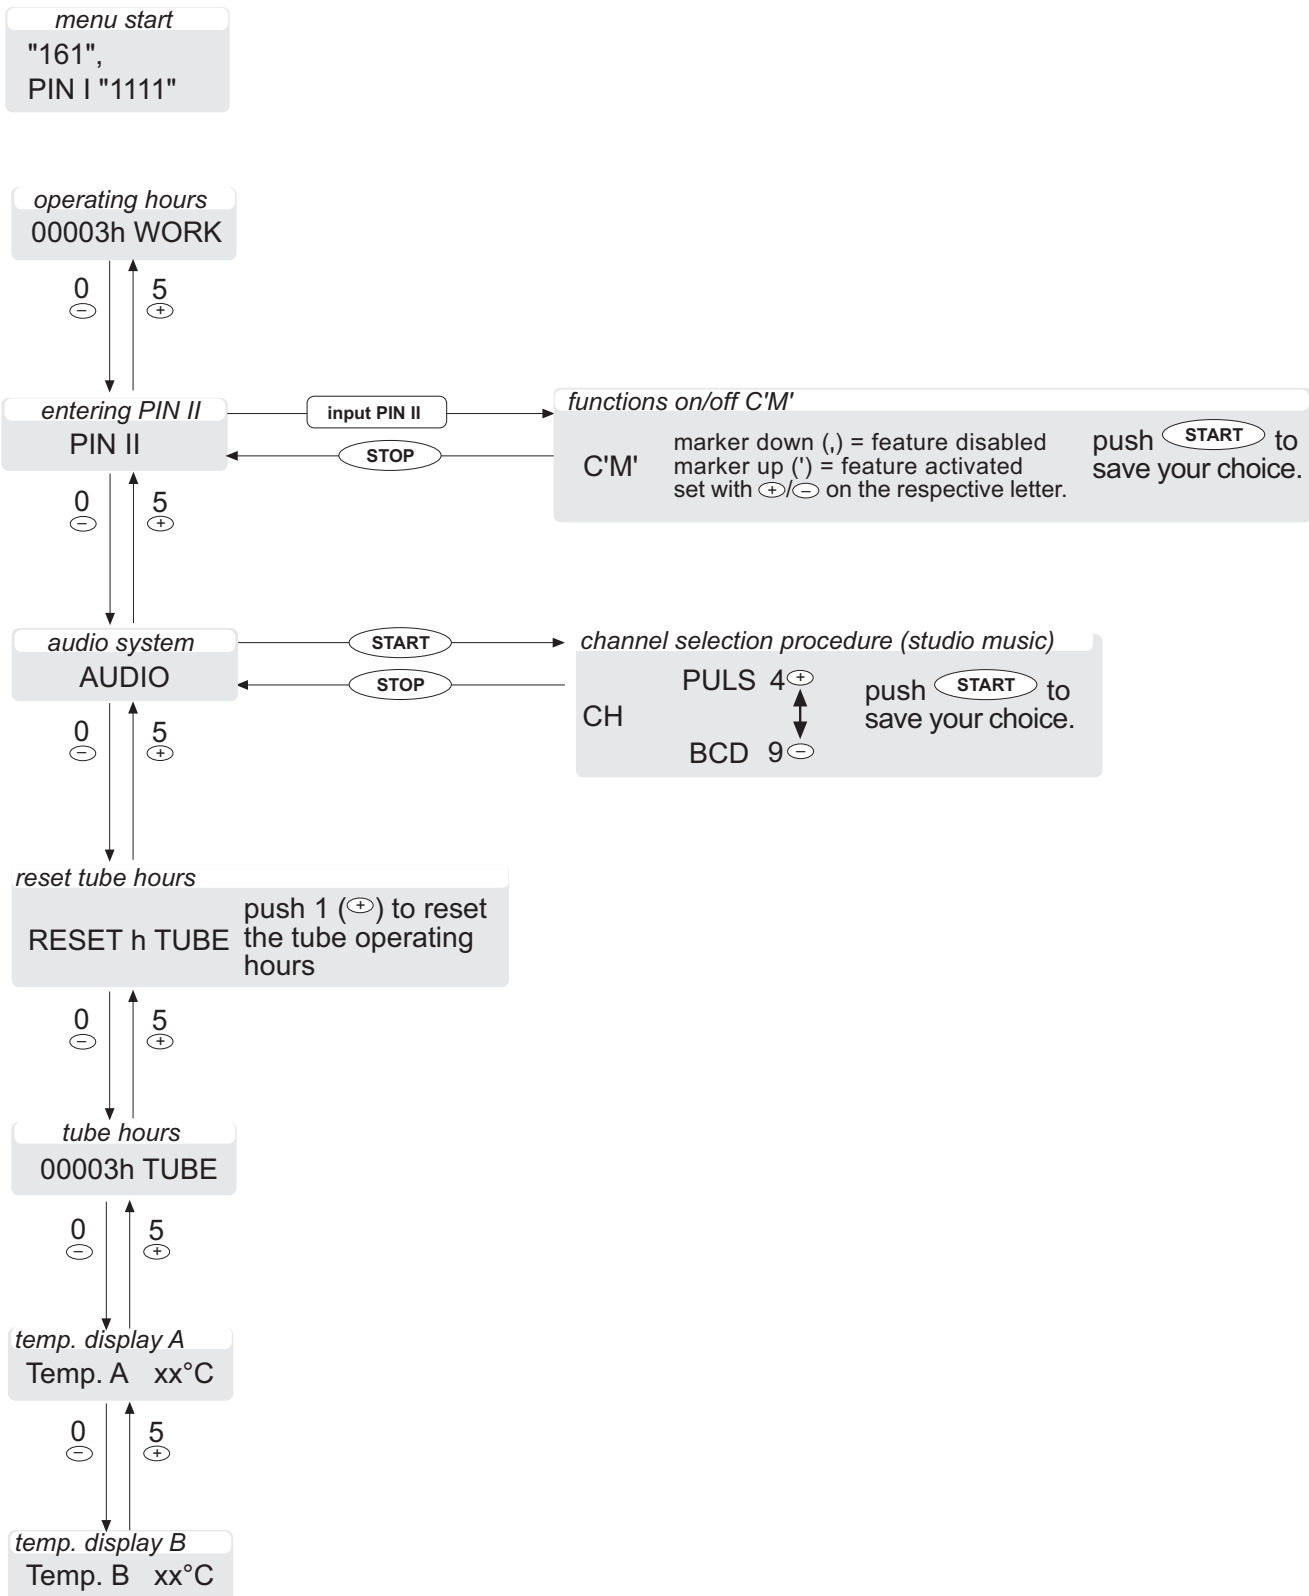 menu start
"161",
PIN I "1111"
operating hours
00003h WORK
0 5
− +
entering PIN II
PIN II
input PIN II
STOP
functions on/off C'M'
C'M'
marker down (,) = feature disabled
marker up (') = feature activated
set with +/− on the respective letter.
push START to
save your choice.
0 5
− +
audio system
AUDIO
START
STOP
channel selection procedure (studio music)
PULS 4 +
CH
BCD 9 −
push START to
save your choice.
0 5
− +
reset tube hours
RESET h TUBE
push 1 (+) to reset
the tube operating
hours
0 5
− +
tube hours
00003h TUBE
0 5
− +
temp. display A
Temp. A xx°C
0 5
− +
temp. display B
Temp. B xx°C